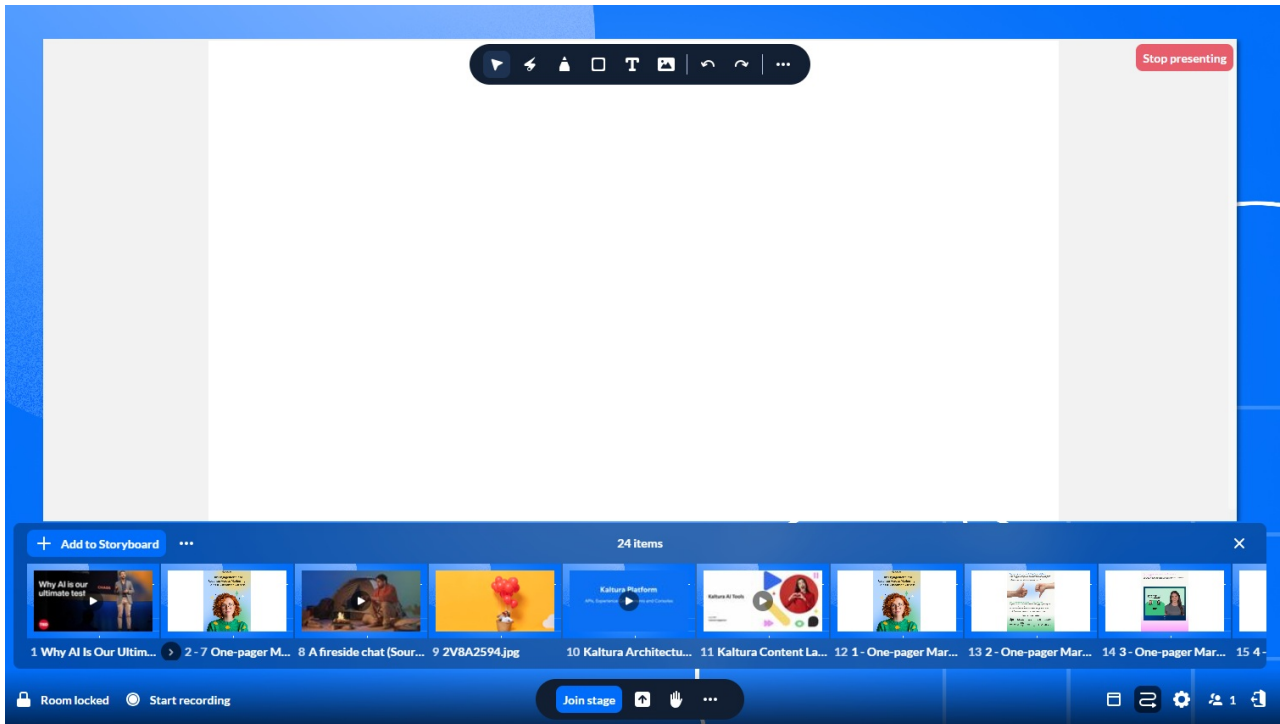 Stop presenting
Add to Storyboard
24 items
Why AI is our
ultimate test
Kaltura Platform
Kaltura AI Tools
1 Why AI Is Our Ultim...
2 - 7 One-pager M...
8 A fireside chat (Sour...
9 2V8A2594.jpg
10 Kaltura Architectu...
11 Kaltura Content La...
12 1 - One-pager Mar...
13 2 - One-pager Mar...
14 3 - One-pager Mar...
15 4 -
Room locked
Start recording
Join stage
1